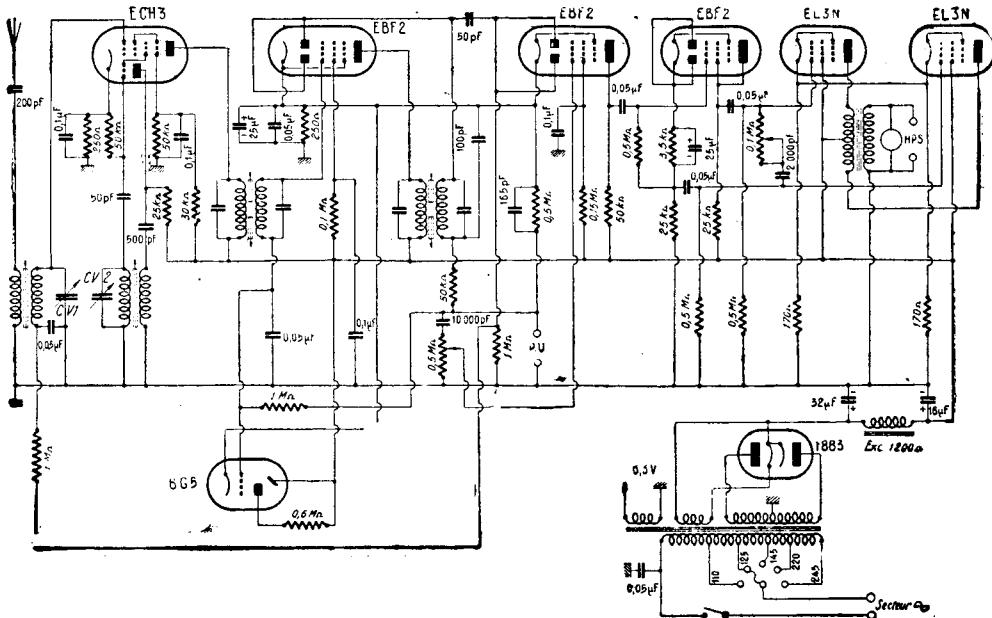 ECH3
EBF2
EBF2
EBF2
EL3N
EL3N
200pF
0,1µF
250Ω
50kΩ
50kΩ
0,1µF
25µF
0,05µF
250Ω
50pF
100pF
0,1µF
0,05µF
0,5MΩ
3,5kΩ
25µF
0,05µF
0,1MΩ
2000pF
HPS
50pF
500pF
25kΩ
30kΩ
0,1MΩ
165pF
0,5MΩ
0,15MΩ
50kΩ
0,05µF
25kΩ
25kΩ
CV1
CV2
0,05µF
0,05µF
0,1µF
50kΩ
10000pF
0,5MΩ
1MΩ
P.U
0,5MΩ
0,5MΩ
170Ω
170Ω
1MΩ
1MΩ
6G5
0,6MΩ
32µF
16µF
Exc 1200Ω
1883
6,3V
110
125
145
220
245
0,05µF
Secteur